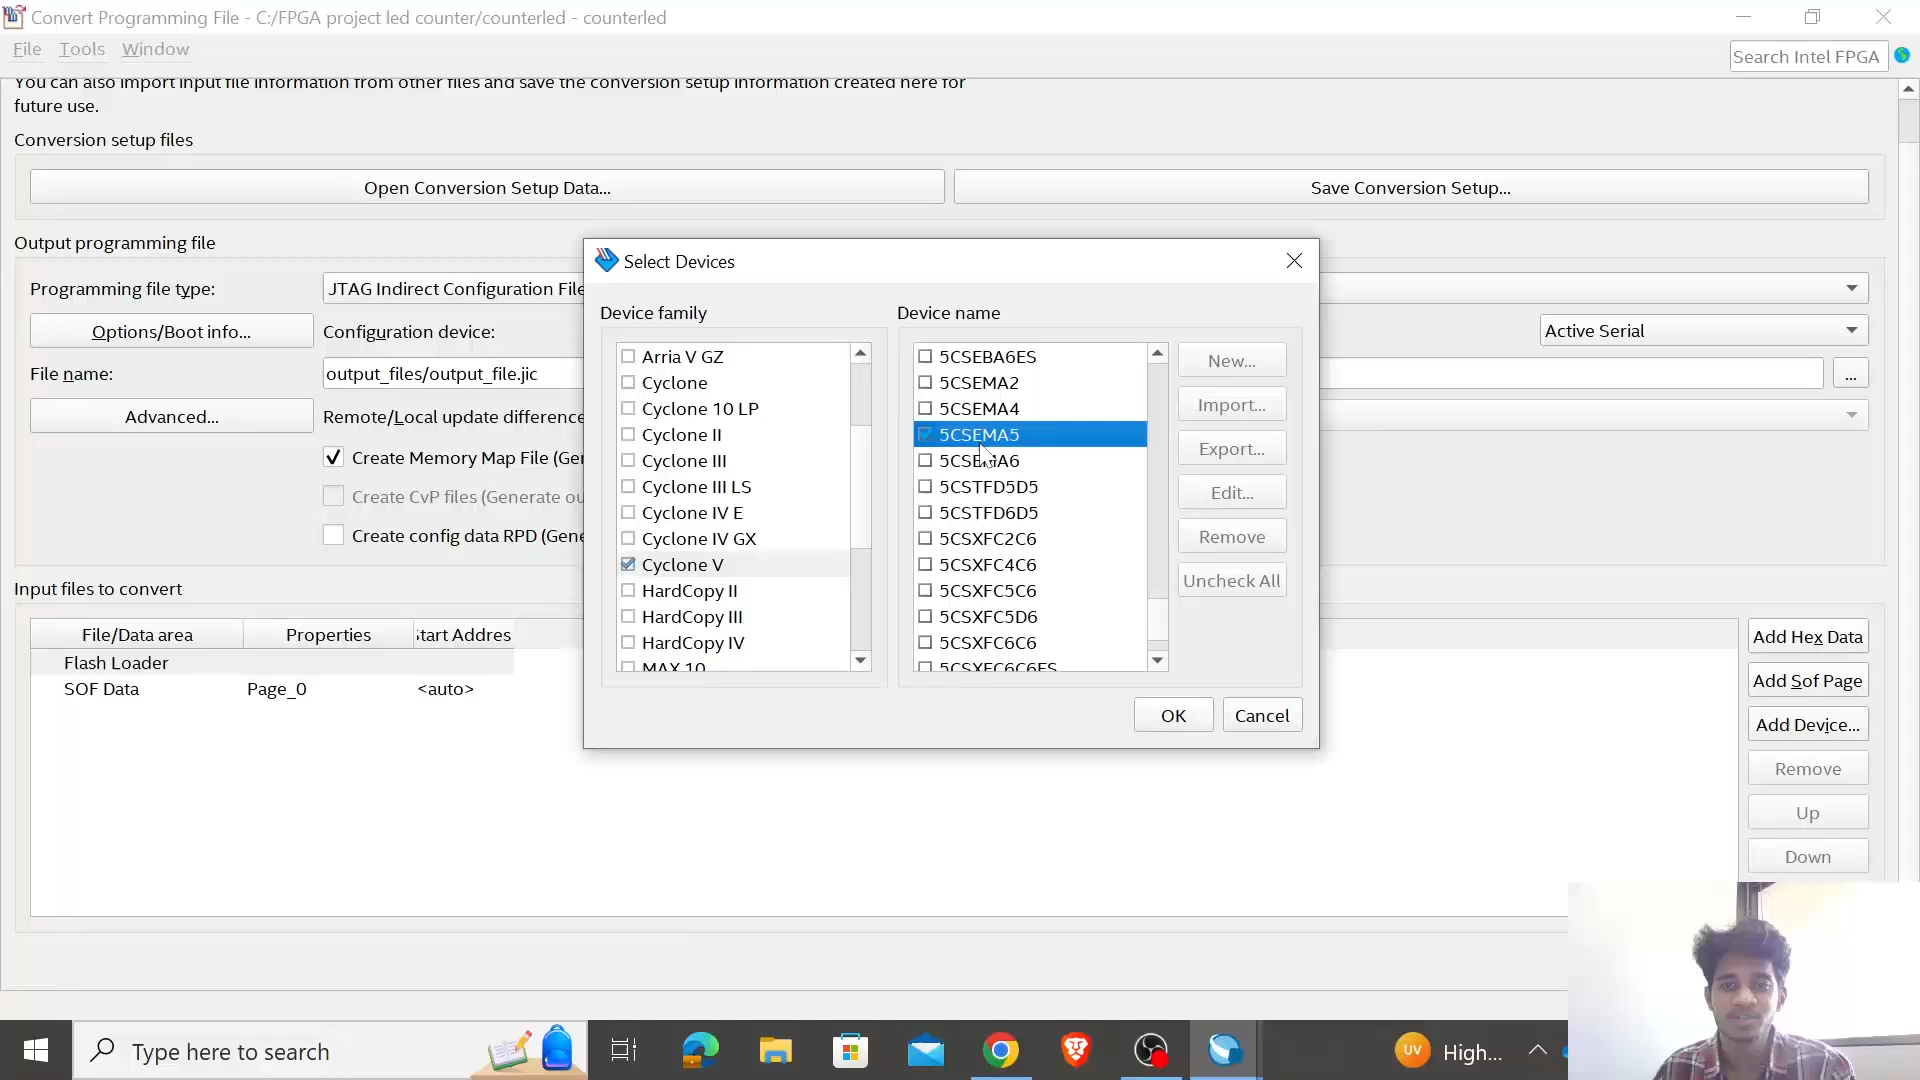 Convert Programming File - C:/FPGA project led counter/counterled - counterled
File Tools Window
Search Intel FPGA
You can also import input file information from other files and save the conversion setup information created here for
future use.
Conversion setup files
Open Conversion Setup Data...
Save Conversion Setup...
Output programming file
Programming file type:
JTAG Indirect Configuration File
Options/Boot info...
Configuration device:
Active Serial
File name:
output_files/output_file.jic
...
Advanced...
Remote/Local update difference
Create Memory Map File (Ge
Create CvP files (Generate ou
Create config data RPD (Gene
Input files to convert
File/Data area
Properties
tart Addres
Flash Loader
SOF Data
Page_0
<auto>
Add Hex Data
Add Sof Page
Add Device...
Remove
Up
Down
Select Devices
Device family
Arria V GZ
Cyclone
Cyclone 10 LP
Cyclone II
Cyclone III
Cyclone III LS
Cyclone IV E
Cyclone IV GX
Cyclone V
HardCopy II
HardCopy III
HardCopy IV
MAX 10
Device name
5CSEBA6ES
5CSEMA2
5CSEMA4
5CSEMA5
5CSEMA6
5CSTFD5D5
5CSTFD6D5
5CSXFC2C6
5CSXFC4C6
5CSXFC5C6
5CSXFC5D6
5CSXFC6C6
5CSXFC6C6ES
New...
Import...
Export...
Edit...
Remove
Uncheck All
OK
Cancel
Type here to search
UV
High...